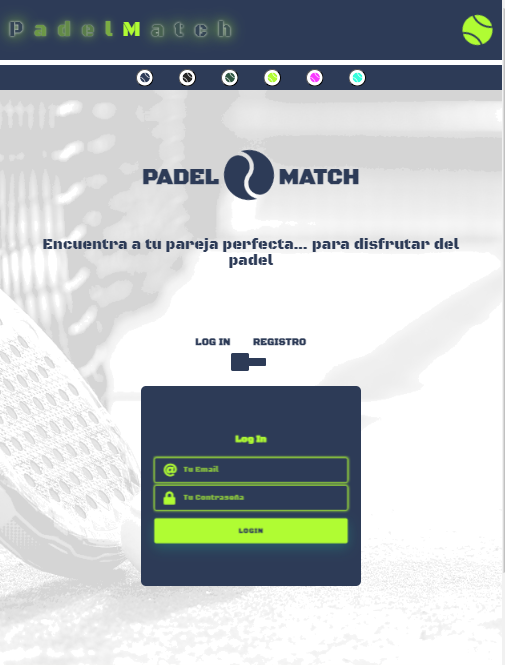 PadelMatch
PADEL MATCH
Encuentra a tu pareja perfecta... para disfrutar del
padel
LOG IN REGISTRO
Log In
@ Tu Email
Tu Contraseña
LOGIN